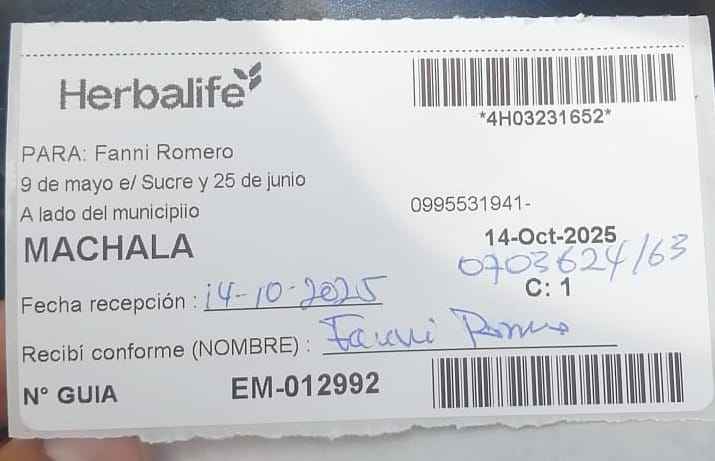 Herbalife
*4H03231652*
PARA: Fanni Romero
9 de mayo e/ Sucre y 25 de junio
A lado del municipiio
0995531941-
MACHALA
14-Oct-2025
0703624163
C: 1
Fecha recepción : 14-10-2025
Recibí conforme (NOMBRE) : Fanni Romero
N° GUIA
EM-012992